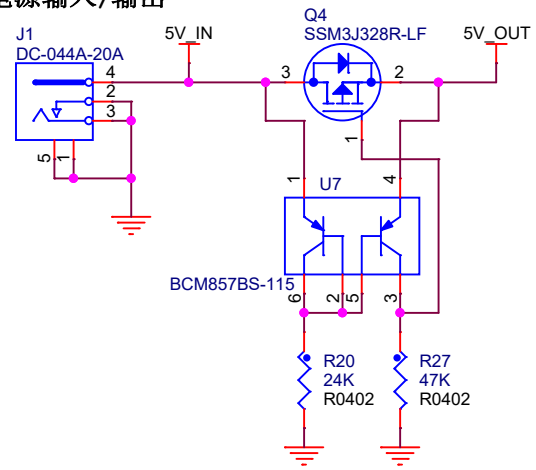 电源输入/输出
J1
DC-044A-20A
5V_IN
Q4
SSM3J328R-LF
5V_OUT
4
2
3
5
1
3
2
1
1
U7
4
BCM857BS-115
6
2
5
3
R20
24K
R0402
R27
47K
R0402